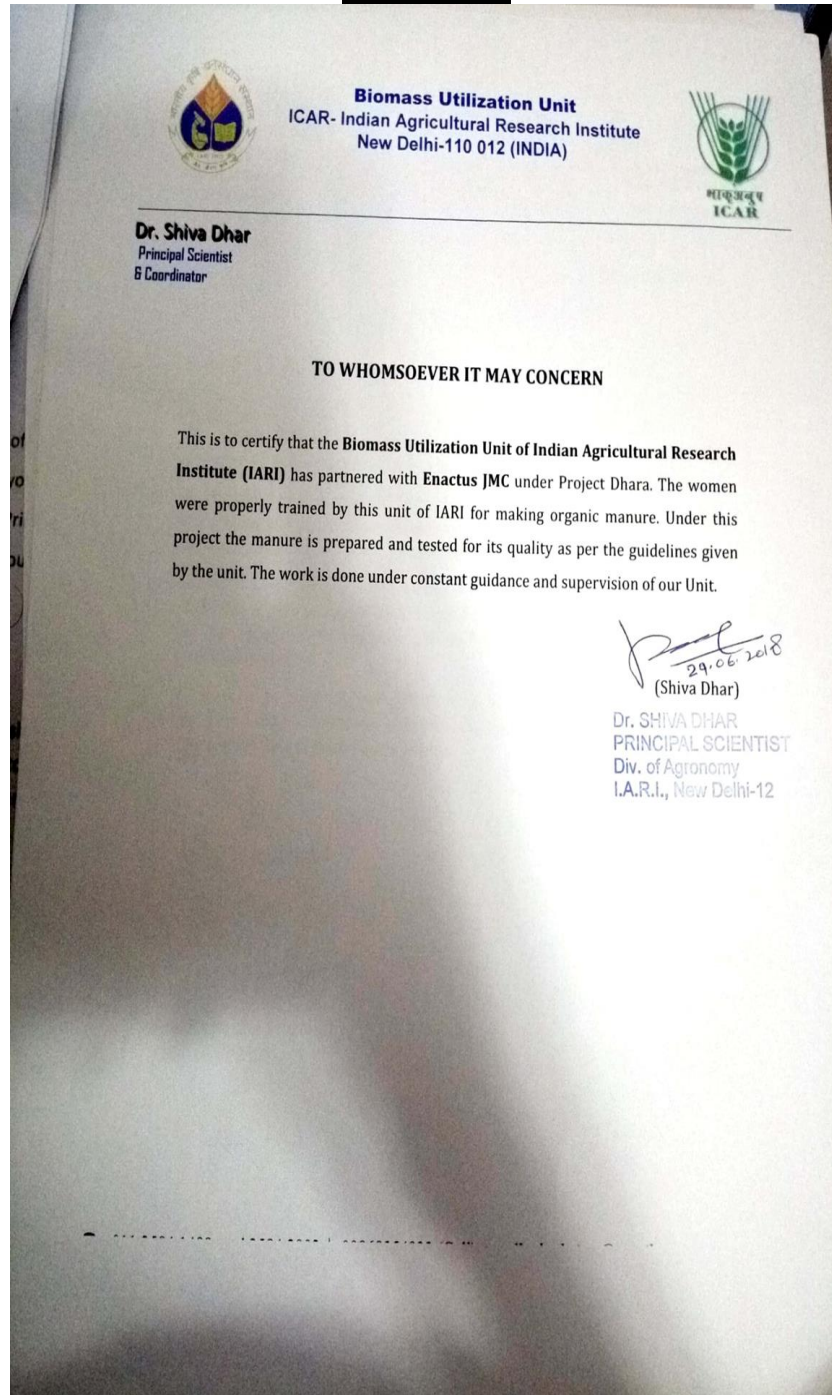 Biomass Utilization Unit
ICAR- Indian Agricultural Research Institute
New Delhi-110 012 (INDIA)
भाकृअनुप
ICAR
Dr. Shiva Dhar
Principal Scientist
& Coordinator
TO WHOMSOEVER IT MAY CONCERN
This is to certify that the Biomass Utilization Unit of Indian Agricultural Research
Institute (IARI) has partnered with Enactus JMC under Project Dhara. The women
were properly trained by this unit of IARI for making organic manure. Under this
project the manure is prepared and tested for its quality as per the guidelines given
by the unit. The work is done under constant guidance and supervision of our Unit.
29.06.2018
(Shiva Dhar)
Dr. SHIVA DHAR
PRINCIPAL SCIENTIST
Div. of Agronomy
I.A.R.I., New Delhi-12
of